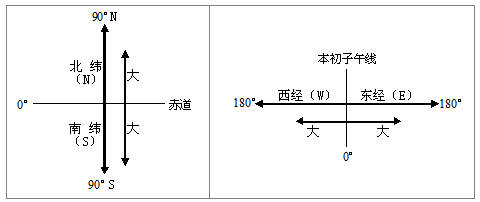 90° N
北 纬
（N）
大
0°
赤道
南 纬
（S）
大
90° S
本初子午线
西经（W）
东经（E）
180°
180°
大
大
0°